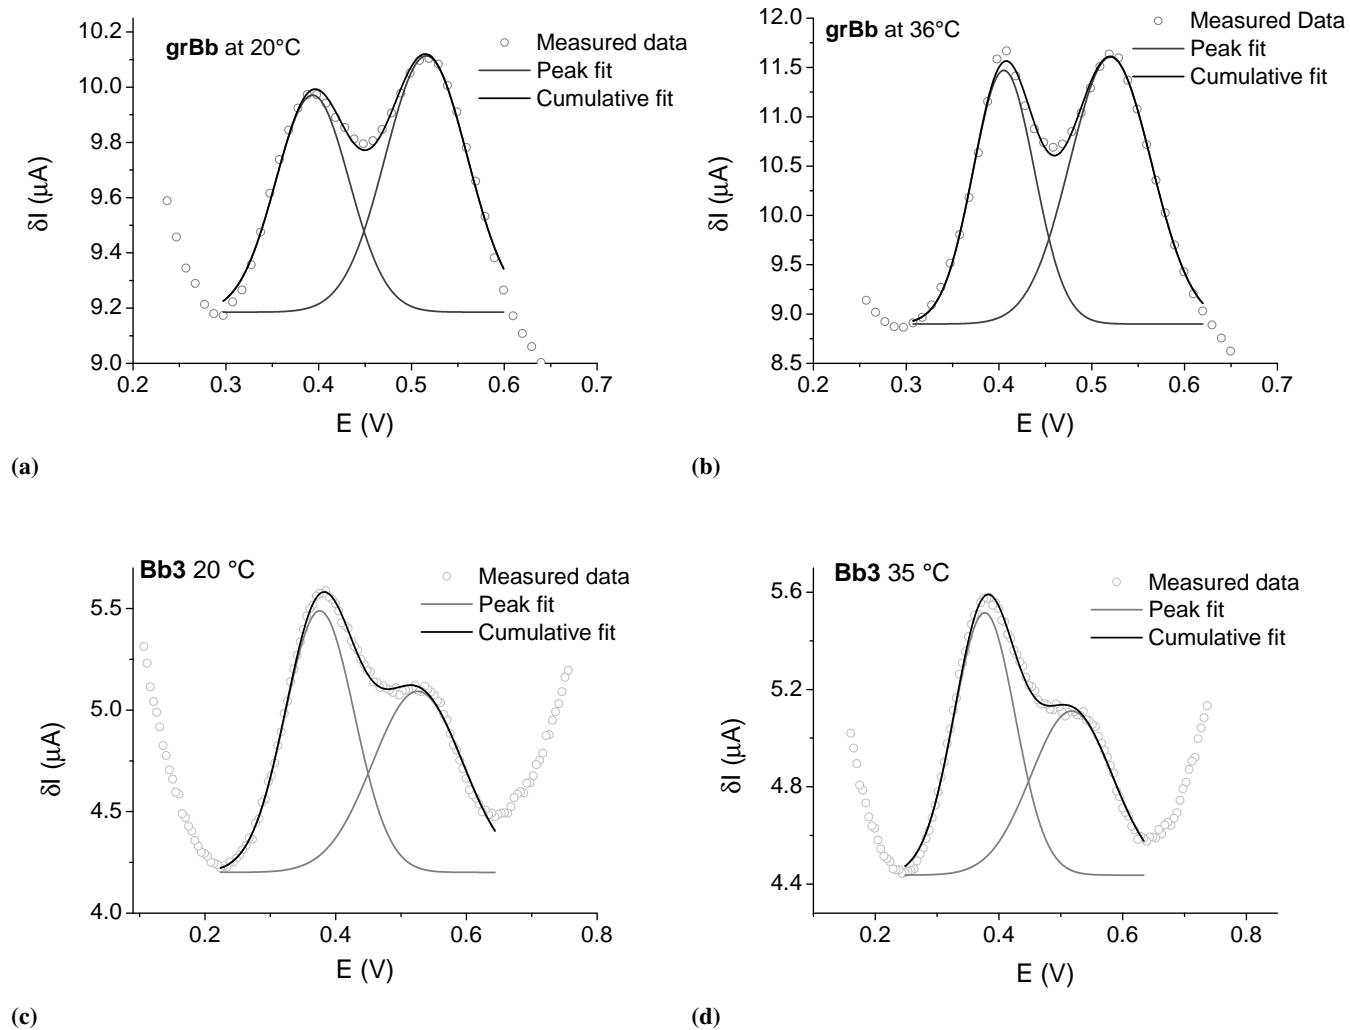 grBb at 20°C
Measured data
Peak fit
Cumulative fit
10.2
10.0
9.8
9.6
9.4
9.2
9.0
0.2 0.3 0.4 0.5 0.6 0.7
δI (μA)
E (V)
(a)
grBb at 36°C
Measured Data
Peak fit
Cumulative fit
12.0
11.5
11.0
10.5
10.0
9.5
9.0
8.5
0.2 0.3 0.4 0.5 0.6 0.7
δI (μA)
E (V)
(b)
Bb3 20 °C
Measured data
Peak fit
Cumulative fit
5.5
5.0
4.5
4.0
0.2 0.4 0.6 0.8
δI (μA)
E (V)
(c)
Bb3 35 °C
Measured data
Peak fit
Cumulative fit
5.6
5.2
4.8
4.4
0.2 0.4 0.6 0.8
δI (μA)
E (V)
(d)